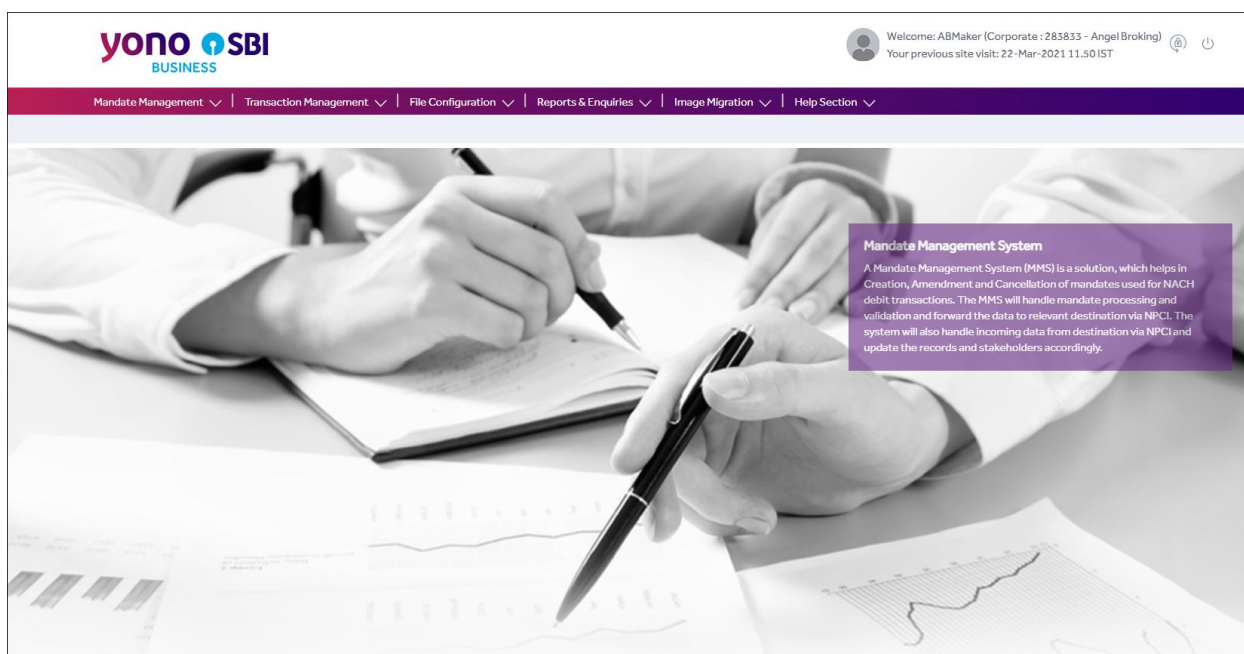 yono SBI
BUSINESS
Welcome: ABMaker (Corporate : 283833 - Angel Broking)
Your previous site visit: 22-Mar-2021 11.50 IST
Mandate Management | Transaction Management | File Configuration | Reports & Enquiries | Image Migration | Help Section
Mandate Management System
A Mandate Management System (MMS) is a solution, which helps in
Creation, Amendment and Cancellation of mandates used for NACH
debit transactions. The MMS will handle mandate processing and
validation and forward the data to relevant destination via NPCI. The
system will also handle incoming data from destination via NPCI and
update the records and stakeholders accordingly.